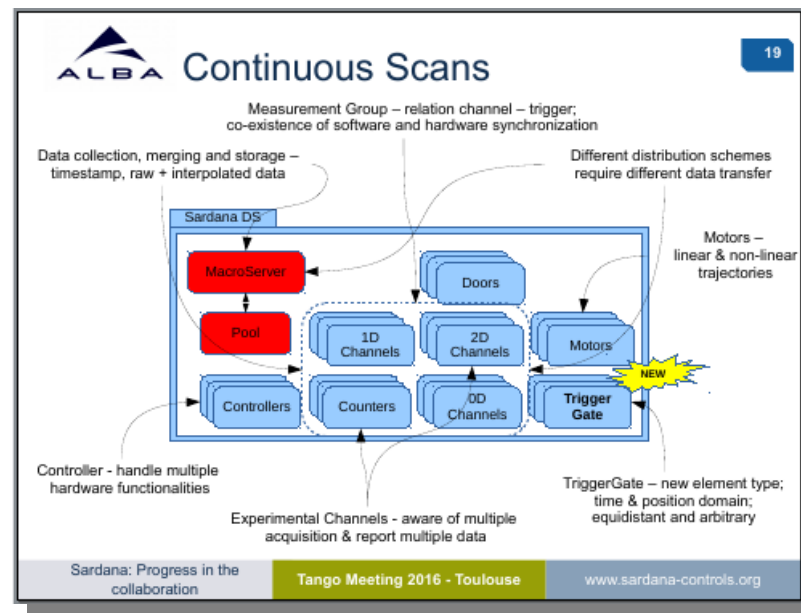 ALBA
Continuous Scans
19
Measurement Group – relation channel – trigger;
co-existence of software and hardware synchronization
Data collection, merging and storage –
timestamp, raw + interpolated data
Different distribution schemes
require different data transfer
Sardana DS
Motors –
linear & non-linear
trajectories
MacroServer
Doors
Pool
1D
Channels
2D
Channels
Motors
NEW
Controllers
Counters
0D
Channels
Trigger
Gate
Controller - handle multiple
hardware functionalities
TriggerGate – new element type;
time & position domain;
equidistant and arbitrary
Experimental Channels - aware of multiple
acquisition & report multiple data
Sardana: Progress in the
collaboration
Tango Meeting 2016 - Toulouse
www.sardana-controls.org